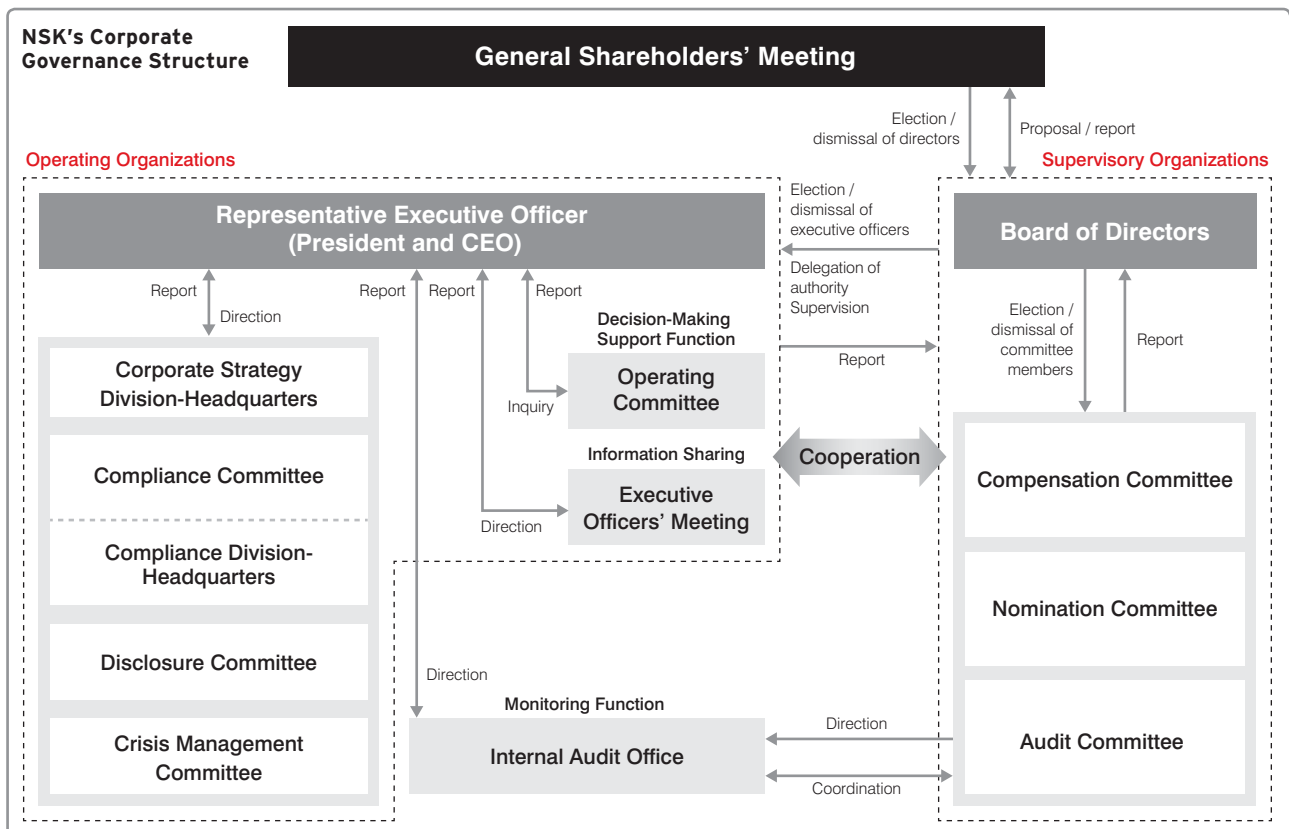 NSK's Corporate
Governance Structure
General Shareholders' Meeting
Election /
dismissal of directors
Proposal / report
Operating Organizations
Supervisory Organizations
Representative Executive Officer
(President and CEO)
Election /
dismissal of
executive officers
Delegation of
authority
Supervision
Board of Directors
Report
Direction
Report
Report
Report
Decision-Making
Support Function
Operating
Committee
Inquiry
Report
Election /
dismissal of
committee
members
Report
Corporate Strategy
Division-Headquarters
Compliance Committee
Compliance Division-
Headquarters
Disclosure Committee
Crisis Management
Committee
Information Sharing
Executive
Officers' Meeting
Direction
Cooperation
Compensation Committee
Nomination Committee
Audit Committee
Direction
Monitoring Function
Internal Audit Office
Direction
Coordination